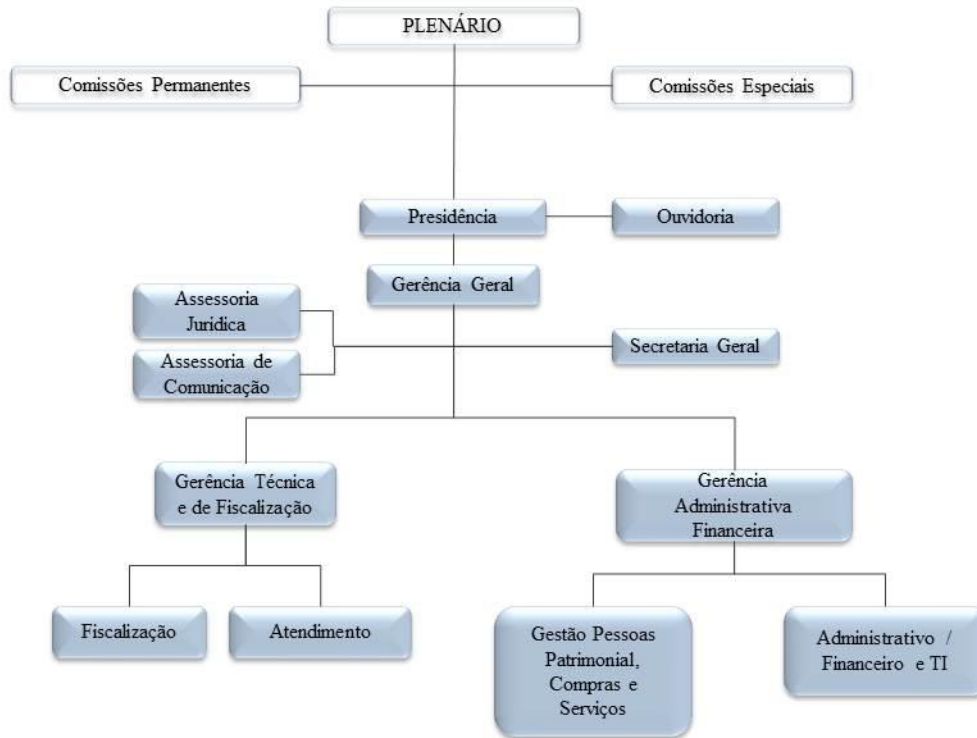 PLENÁRIO
Comissões Permanentes
Comissões Especiais
Presidência
Ouvidoria
Gerência Geral
Assessoria
Jurídica
Assessoria de
Comunicação
Secretaria Geral
Gerência Técnica
e de Fiscalização
Gerência
Administrativa
Financeira
Fiscalização
Atendimento
Gestão Pessoas
Patrimonial,
Compras e
Serviços
Administrativo /
Financeiro e TI